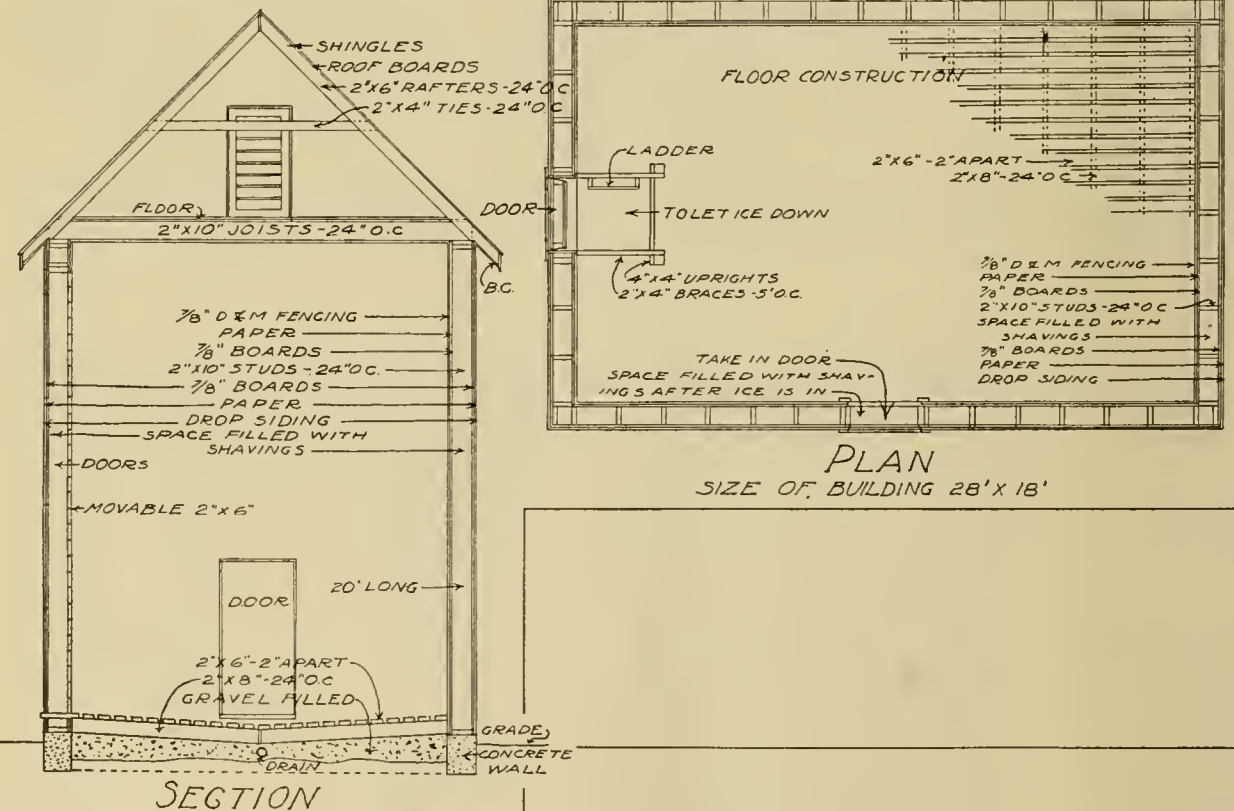 SHINGLES
ROOF BOARDS
2"X6" RAFTERS-24"O.C
2"X4" TIES-24"O.C
FLOOR
2"X10" JOISTS-24"O.C
B.C.
7/8" D&M FENCING
PAPER
7/8" BOARDS
2"X10" STUDS-24"O.C.
7/8" BOARDS
PAPER
DROP SIDING
SPACE FILLED WITH
SHAVINGS
DOORS
MOVABLE 2"X6"
20' LONG
DOOR
2"X6"-2"APART
2"X8"-24"O.C
GRAVEL FILLED
GRADE
CONCRETE
WALL
DRAIN
SECTION
FLOOR CONSTRUCTION
LADDER
2"X6"-2"APART
2"X8"-24"O.C
DOOR
TO LET ICE DOWN
4"X4" UPRIGHTS
2"X4" BRACES-5'O.C.
7/8" D&M FENCING
PAPER
7/8" BOARDS
2"X10" STUDS-24"O.C
SPACE FILLED WITH
SHAVINGS
7/8" BOARDS
PAPER
DROP SIDING
TAKE IN DOOR
SPACE FILLED WITH SHAV-
INGS AFTER ICE IS IN
PLAN
SIZE OF BUILDING 28'X18'